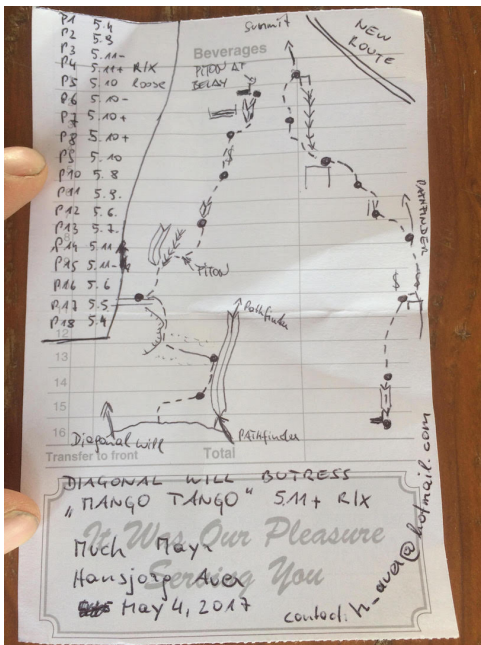 P1 5.4
P2 5.9
P3 5.11-
P4 5.11+ R/X
P5 5.10 Loose
P6 5.10-
P7 5.10+
P8 5.10+
P9 5.10
P10 5.8
P11 5.9.
P12 5.6.
P13 5.7.
P14 5.11
P15 5.11-
P16 5.6
P17 5.5
P18 5.4
Summit
NEW
ROUTE
Beverages
PITON AT
BELAY
PATHFINDER
PITON
Pathfinder
12
13
14
15
16
Diagonal will
PAthfinder
Transfer to front
Total
DIAGONAL WILL BUTRESS
„MANGO TANGO“ 5.11+ R/X
It Was Our Pleasure
Serving You
Much Mayr
Hansjorg Auer
May 4, 2017
contact: h_auer@hotmail.com